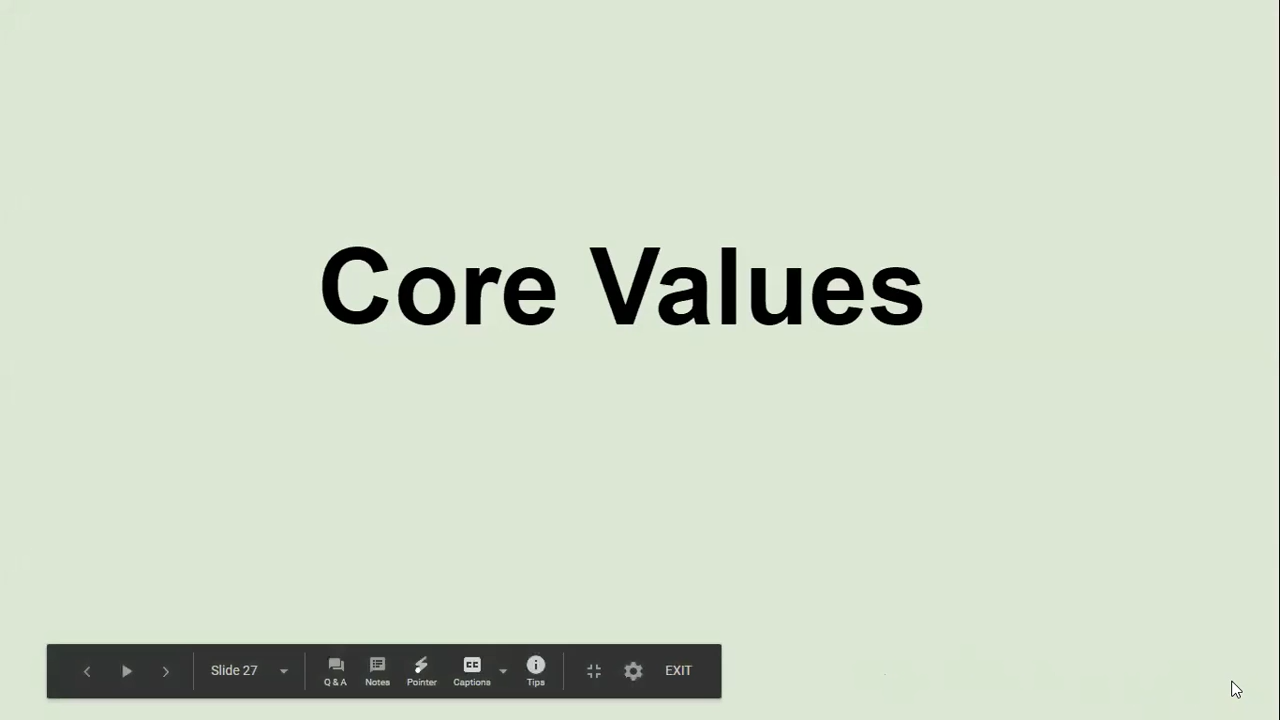 Core Values
Slide 27
Q & A
Notes
Pointer
Captions
Tips
EXIT